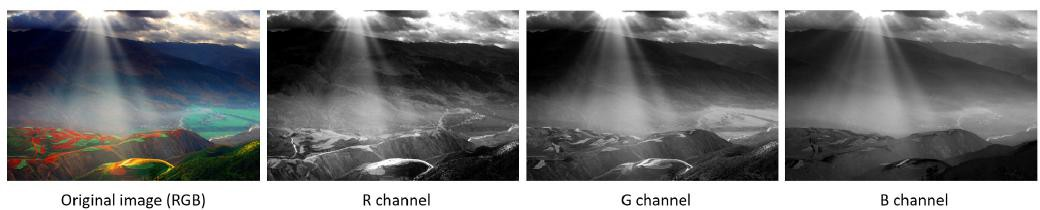 Original image (RGB)
R channel
G channel
B channel